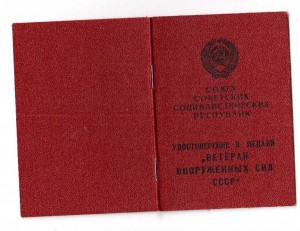 СОЮЗ
СОВЕТСКИХ
СОЦИАЛИСТИЧЕСКИХ
РЕСПУБЛИК
УДОСТОВЕРЕНИЕ К МЕДАЛИ
"ВЕТЕРАН
ВООРУЖЕННЫХ СИЛ
СССР"